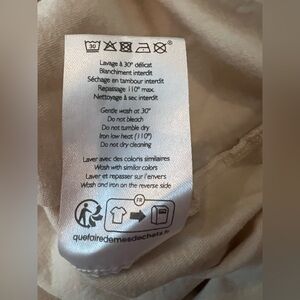 30
Lavage à 30° délicat
Blanchiment interdit
Séchage en tambour interdit
Repassage 110° max.
Nettoyage à sec interdit
Gentle wash at 30°
Do not bleach
Do not tumble dry
Iron low heat (110°)
Do not dry cleaning
Laver avec des coloris similaires
Wash with similar colors
Laver et repasser sur l'envers
Wash and iron on the reverse side
FR
quefairedemesdechets.fr